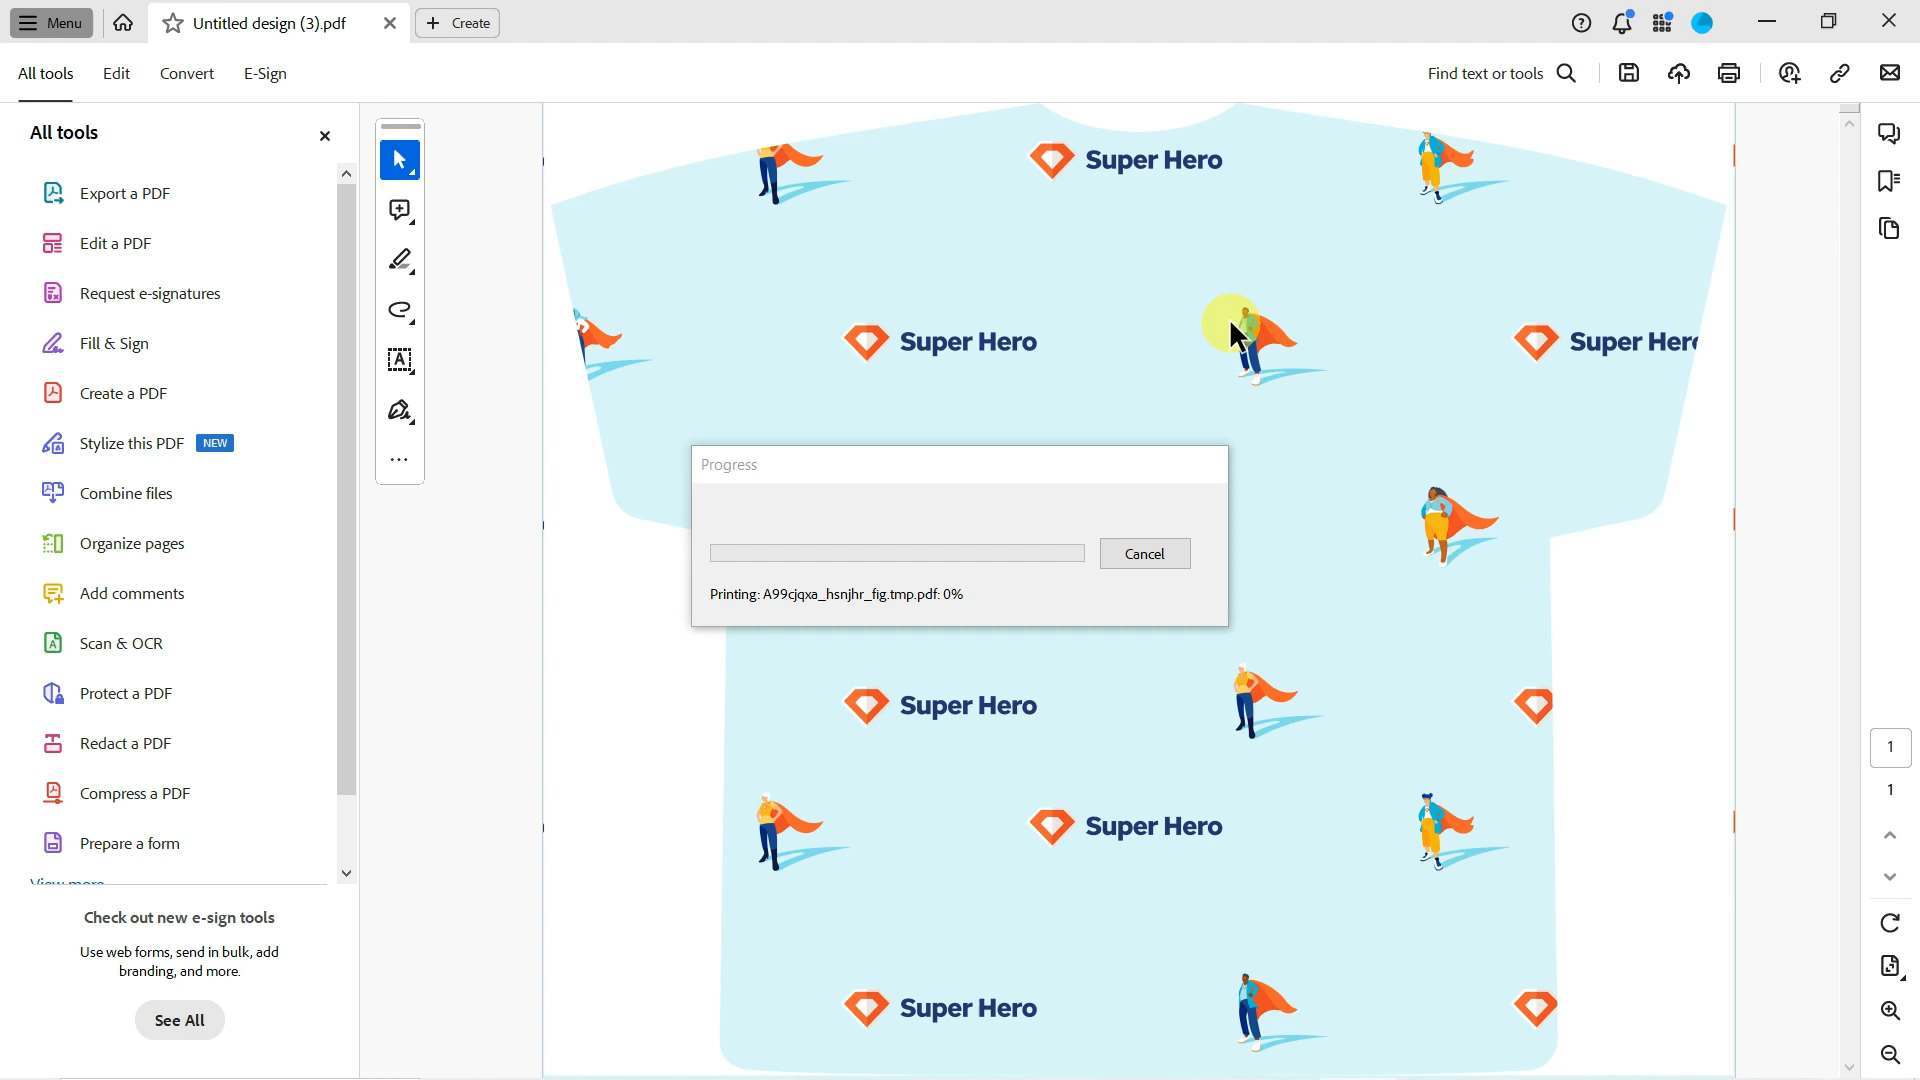 Menu
Untitled design (3).pdf
Create
All tools
Edit
Convert
E-Sign
Find text or tools
All tools
Export a PDF
Edit a PDF
Request e-signatures
Fill & Sign
Create a PDF
Stylize this PDF NEW
Combine files
Organize pages
Add comments
Scan & OCR
Protect a PDF
Redact a PDF
Compress a PDF
Prepare a form
View more
Check out new e-sign tools
Use web forms, send in bulk, add
branding, and more.
See All
Super Hero
Super Hero
Super Hero
Progress
Cancel
Printing: A99cjqxa_hsnjhr_fig.tmp.pdf: 0%
Super Hero
Super Hero
Super Hero
1
1